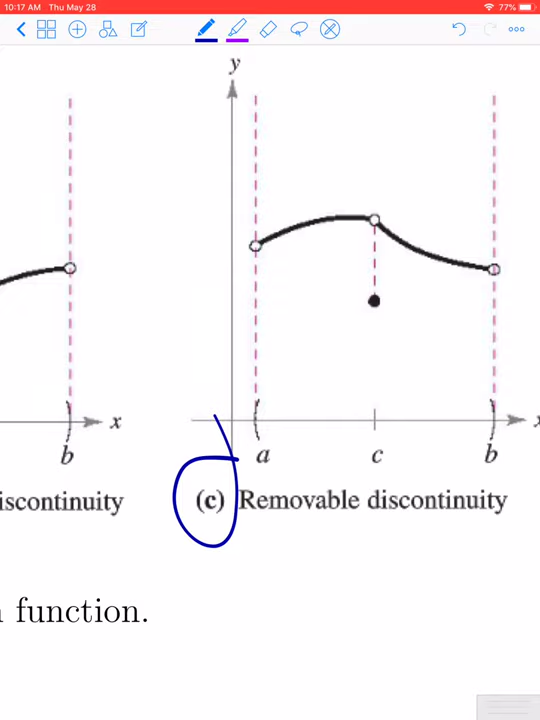 10:17 AM Thu May 28
77%
y
x
b
a
c
b
x
iscontinuity
(c) Removable discontinuity
function.